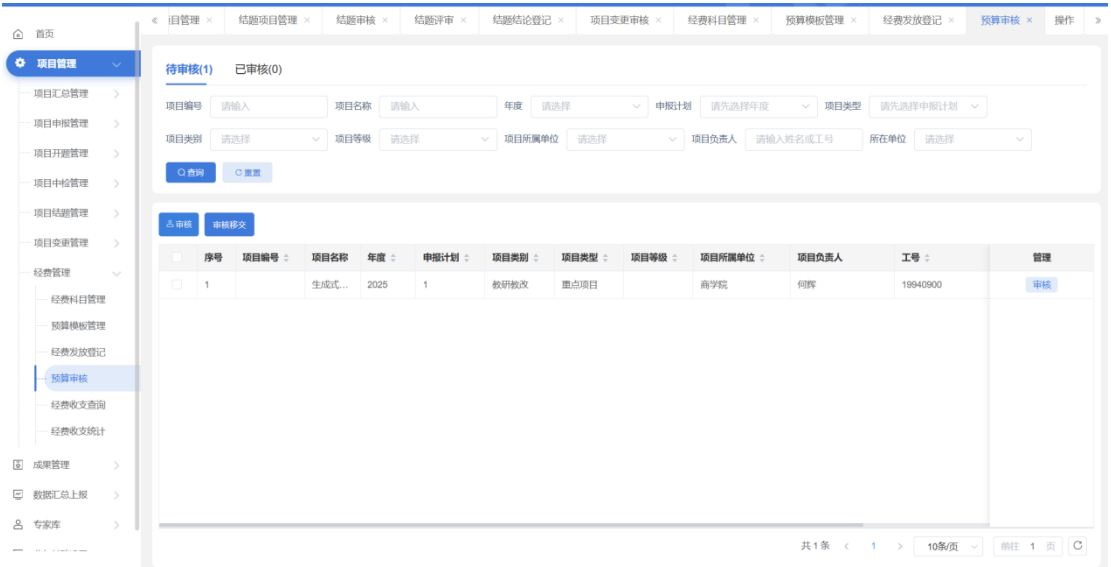 首页
项目管理
项目汇总管理
项目申报管理
项目开题管理
项目中检管理
项目结题管理
项目变更管理
经费管理
经费科目管理
预算模板管理
经费发放登记
预算审核
经费收支查询
经费收支统计
成果管理
数据汇总上报
专家库
目管理 × 结题项目管理 × 结题审核 × 结题评审 × 结题结论登记 × 项目变更审核 × 经费科目管理 × 预算模板管理 × 经费发放登记 × 预算审核 × 操作
待审核(1) 已审核(0)
项目编号 请输入 项目名称 请输入 年度 请选择 申报计划 请先选择年度 项目类型 请先选择申报计划
项目类别 请选择 项目等级 请选择 项目所属单位 请选择 项目负责人 请输入姓名或工号 所在单位 请选择
查询 重置
审核 审核移交
序号 项目编号 项目名称 年度 申报计划 项目类别 项目类型 项目等级 项目所属单位 项目负责人 工号 管理
1 生成式... 2025 1 教研教改 重点项目 商学院 何辉 19940900 审核
共 1 条 1 10条/页 前往 1 页